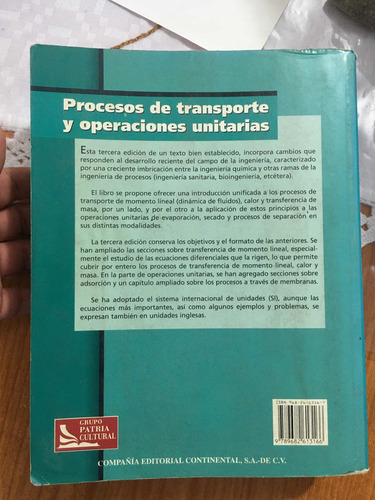 Procesos de transporte
y operaciones unitarias
Esta tercera edición de un texto bien establecido, incorpora cambios que
responden al desarrollo reciente del campo de la ingeniería, caracterizado
por una creciente imbricación entre la ingeniería química y otras ramas de la
ingeniería de procesos (ingeniería sanitaria, bioingeniería, etcétera).
El libro se propone ofrecer una introducción unificada a los procesos de
transporte de momento lineal (dinámica de fluidos), calor y transferencia de
masa, por un lado, y por el otro a la aplicación de estos principios a las
operaciones unitarias de evaporación, secado y procesos de separación en
sus distintas modalidades.
La tercera edición conserva los objetivos y el formato de las anteriores. Se
han ampliado las secciones sobre transferencia de momento lineal, especial-
mente el estudio de las ecuaciones diferenciales que la rigen, lo que permite
cubrir por entero los procesos de transferencia de momento lineal, calor y
masa. En la parte de operaciones unitarias, se han agregado secciones sobre
adsorción y un capítulo ampliado sobre los procesos a través de membranas.
Se ha adoptado el sistema internacional de unidades (SI), aunque las
ecuaciones más importantes, así como algunos ejemplos y problemas, se
expresan también en unidades inglesas.
ISBN 968-26-1316-7
9 789682 613166
GRUPO
PATRIA
CULTURAL
COMPAÑÍA EDITORIAL CONTINENTAL, S.A. DE C.V.